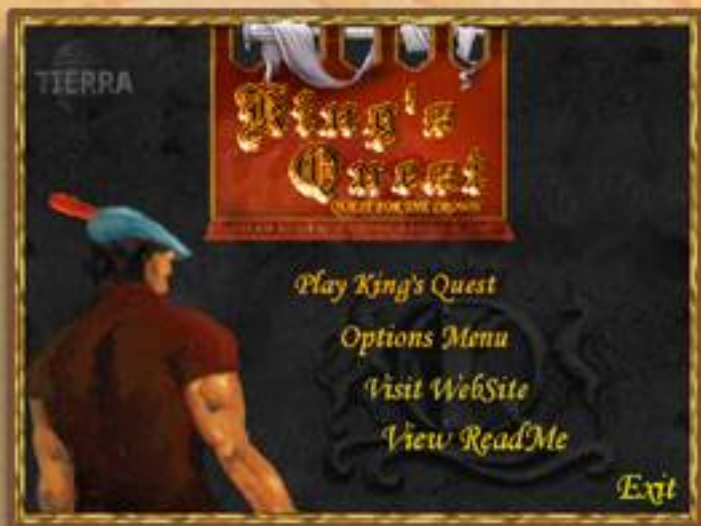 TIERRA
King's
Quest
QUEST FOR THE CROWN
Play King's Quest
Options Menu
Visit WebSite
View ReadMe
Exit